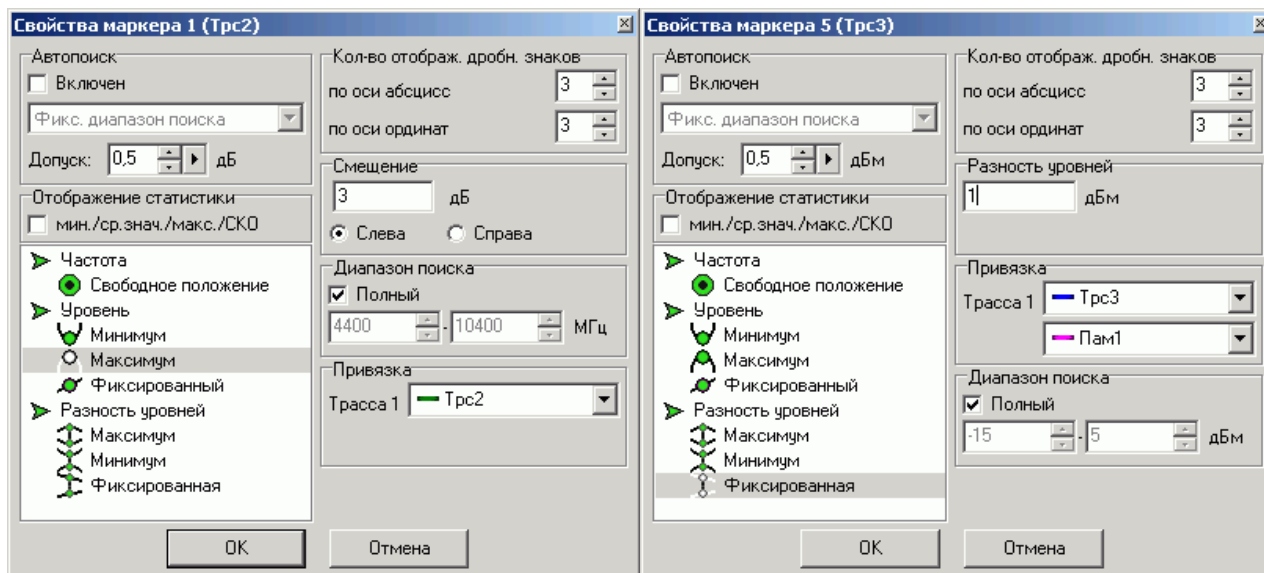 Свойства маркера 1 (Трс2)
Автопоиск
Включен
Фикс. диапазон поиска
Допуск: 0,5 дБ
Отображение статистики
мин./ср.знач./макс./СКО
Частота
Свободное положение
Уровень
Минимум
Максимум
Фиксированный
Разность уровней
Максимум
Минимум
Фиксированная
Кол-во отображ. дробн. знаков
по оси абсцисс 3
по оси ординат 3
Смещение
3 дБ
Слева Справа
Диапазон поиска
Полный
4400 - 10400 МГц
Привязка
Трасса 1 Трс2
OK Отмена
Свойства маркера 5 (Трс3)
Автопоиск
Включен
Фикс. диапазон поиска
Допуск: 0,5 дБм
Отображение статистики
мин./ср.знач./макс./СКО
Частота
Свободное положение
Уровень
Минимум
Максимум
Фиксированный
Разность уровней
Максимум
Минимум
Фиксированная
Кол-во отображ. дробн. знаков
по оси абсцисс 3
по оси ординат 3
Разность уровней
1 дБм
Привязка
Трасса 1 Трс3
Пам1
Диапазон поиска
Полный
-15 - 5 дБм
OK Отмена